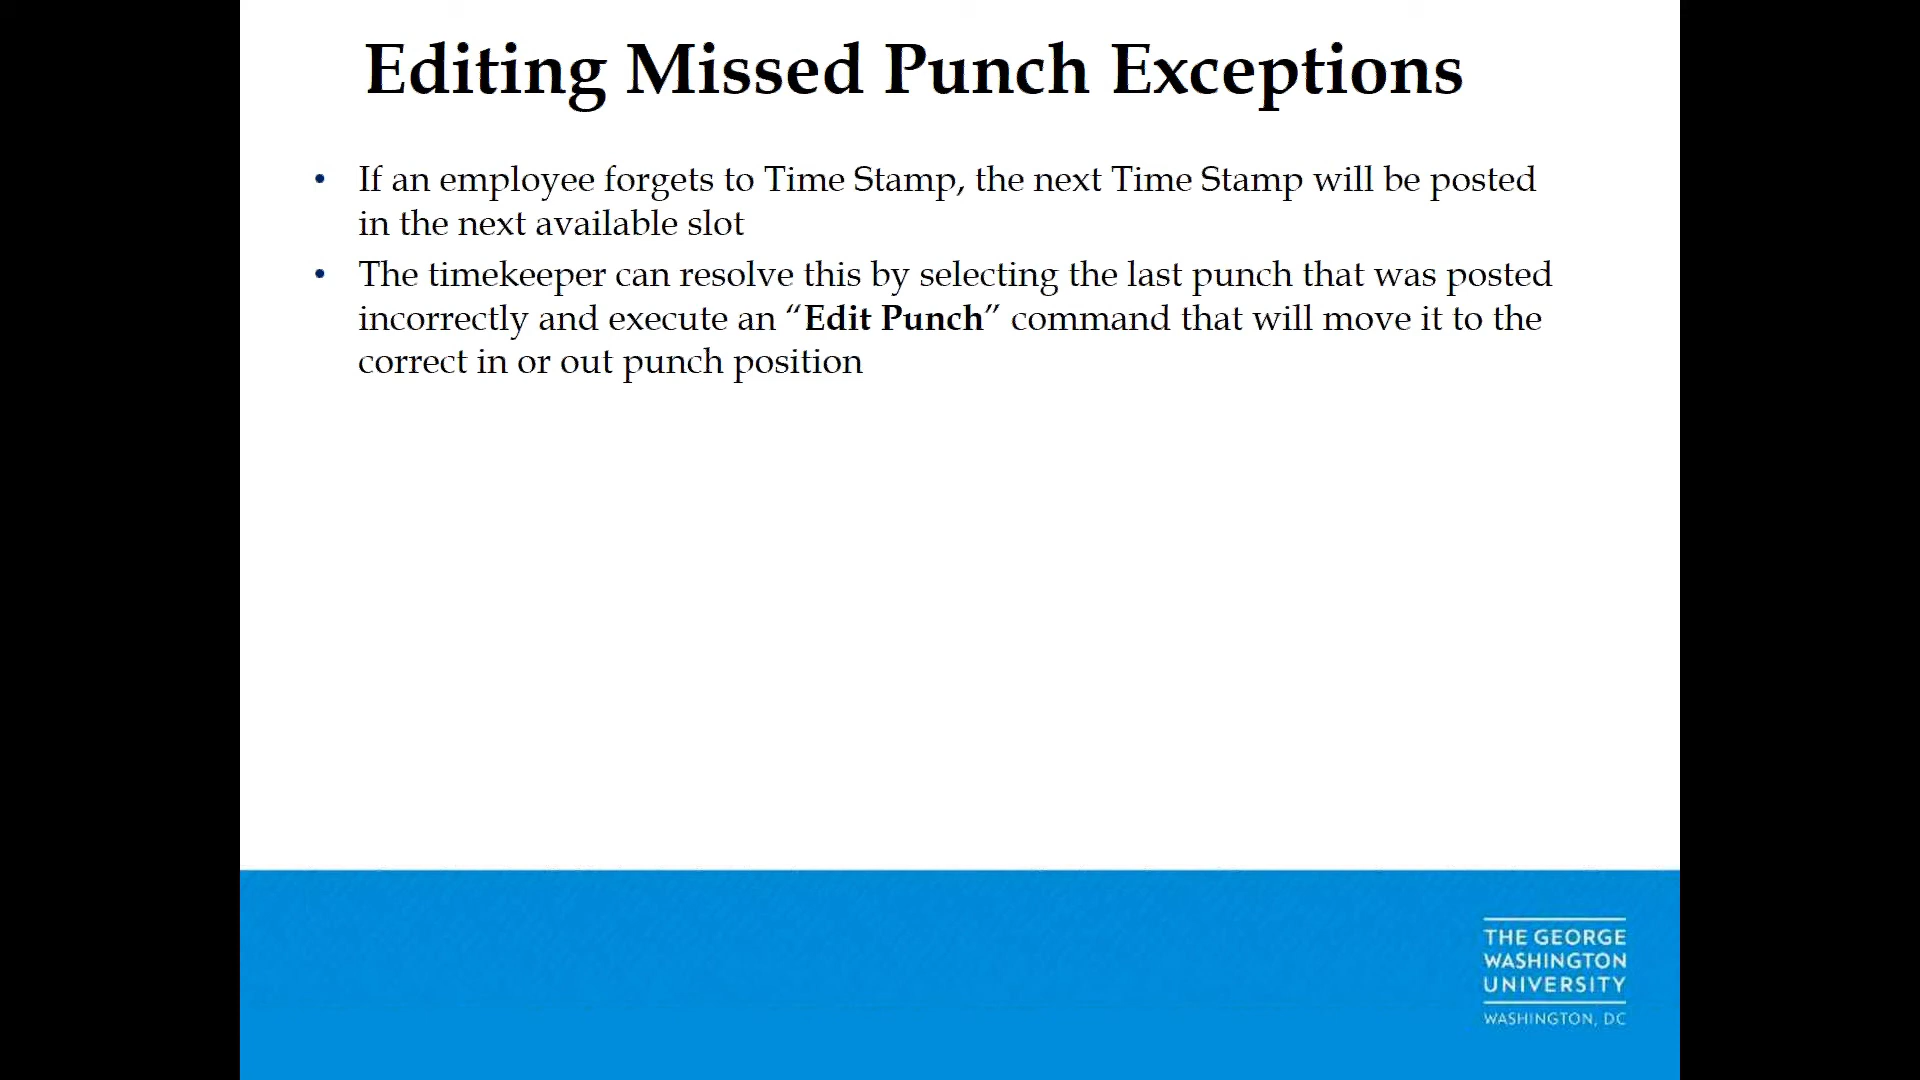 Editing Missed Punch Exceptions
• If an employee forgets to Time Stamp, the next Time Stamp will be posted
in the next available slot
• The timekeeper can resolve this by selecting the last punch that was posted
incorrectly and execute an “Edit Punch” command that will move it to the
correct in or out punch position
THE GEORGE
WASHINGTON
UNIVERSITY
WASHINGTON, DC